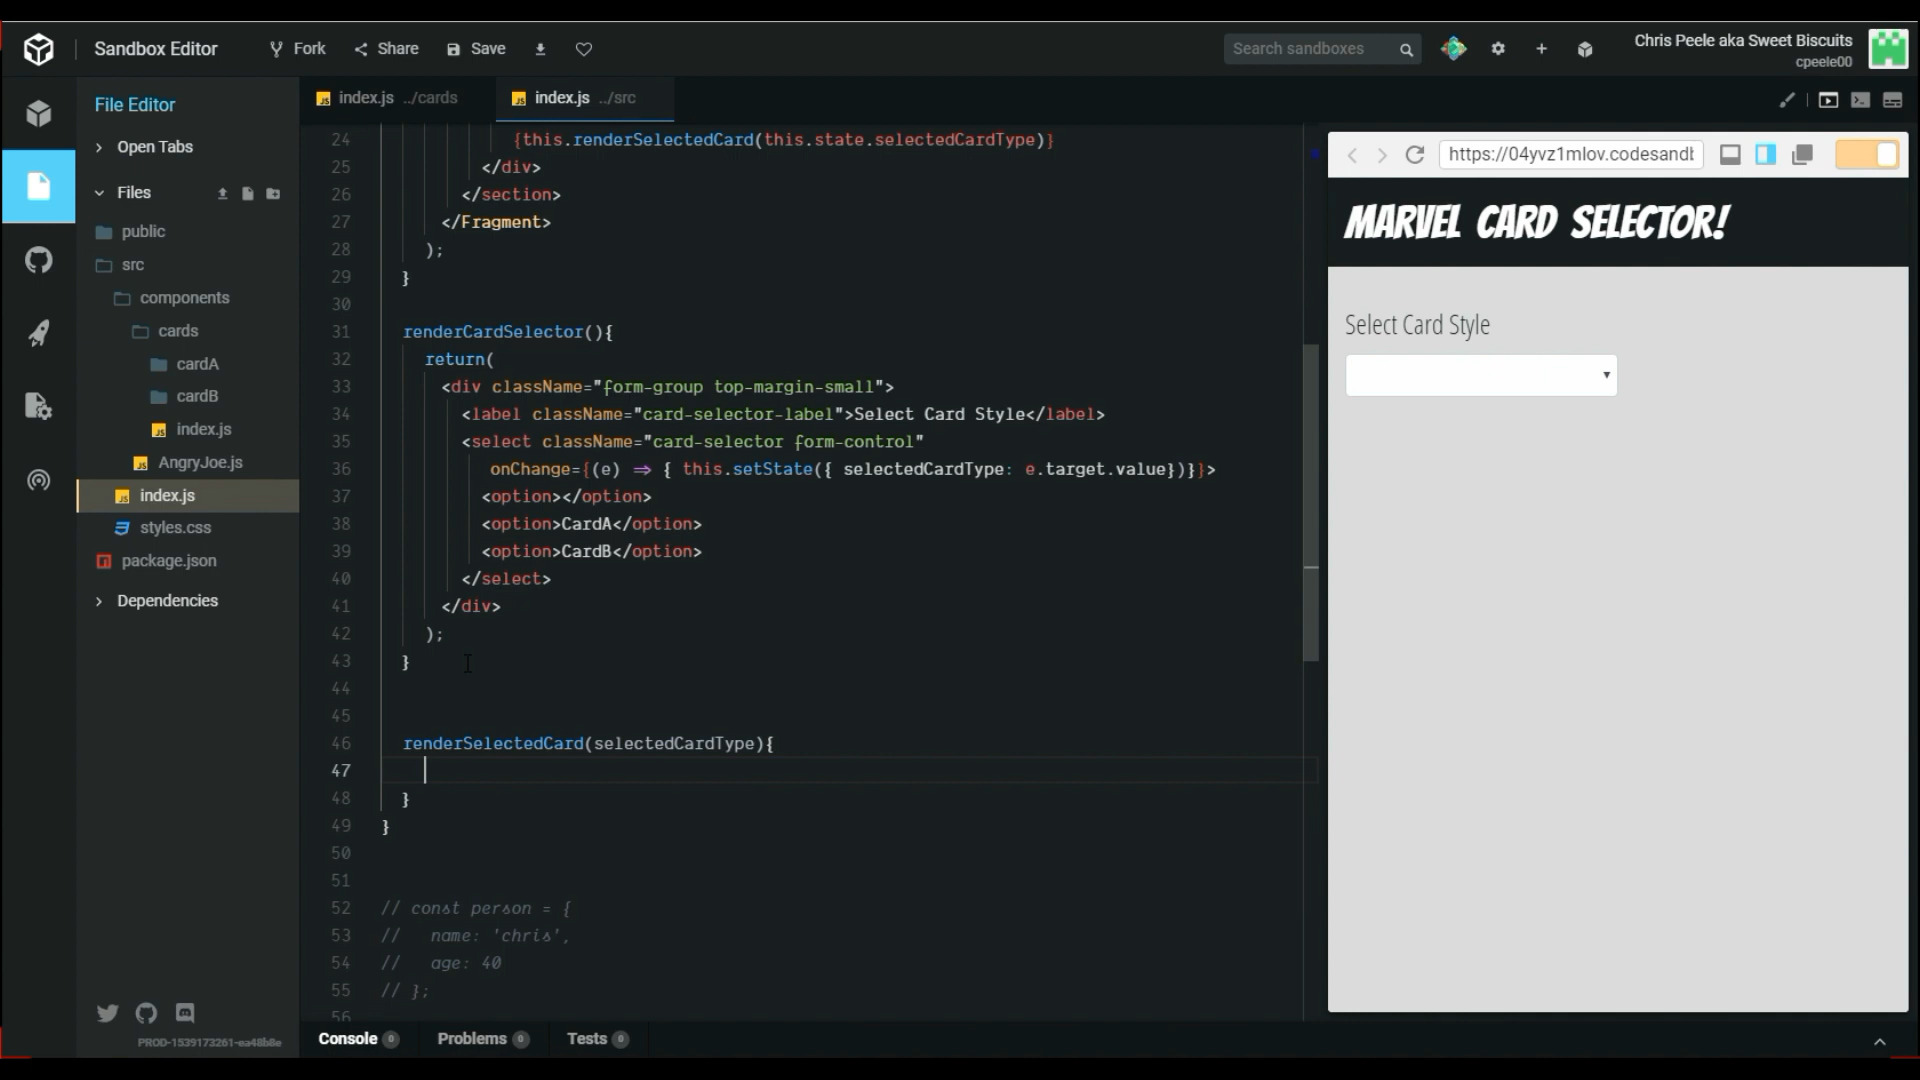 Sandbox Editor
Fork
Share
Save
Search sandboxes
Chris Peele aka Sweet Biscuits
cpeele00
File Editor
Open Tabs
Files
public
src
components
cards
cardA
cardB
index.js
AngryJoe.js
index.js
styles.css
package.json
Dependencies
PROD-1539173261-ea48b8e
index.js ../cards
index.js ../src
24 {this.renderSelectedCard(this.state.selectedCardType)}
25 </div>
26 </section>
27 </Fragment>
28 );
29 }
30
31 renderCardSelector(){
32 return(
33 <div className="form-group top-margin-small">
34 <label className="card-selector-label">Select Card Style</label>
35 <select className="card-selector form-control"
36 onChange={(e) => { this.setState({ selectedCardType: e.target.value})}}>
37 <option></option>
38 <option>CardA</option>
39 <option>CardB</option>
40 </select>
41 </div>
42 );
43 }
44
45
46 renderSelectedCard(selectedCardType){
47
48 }
49 }
50
51
52 // const person = {
53 // name: 'chris',
54 // age: 40
55 // };
56
Console 0
Problems 0
Tests 0
https://04yvz1mlov.codesandb
MARVEL CARD SELECTOR!
Select Card Style